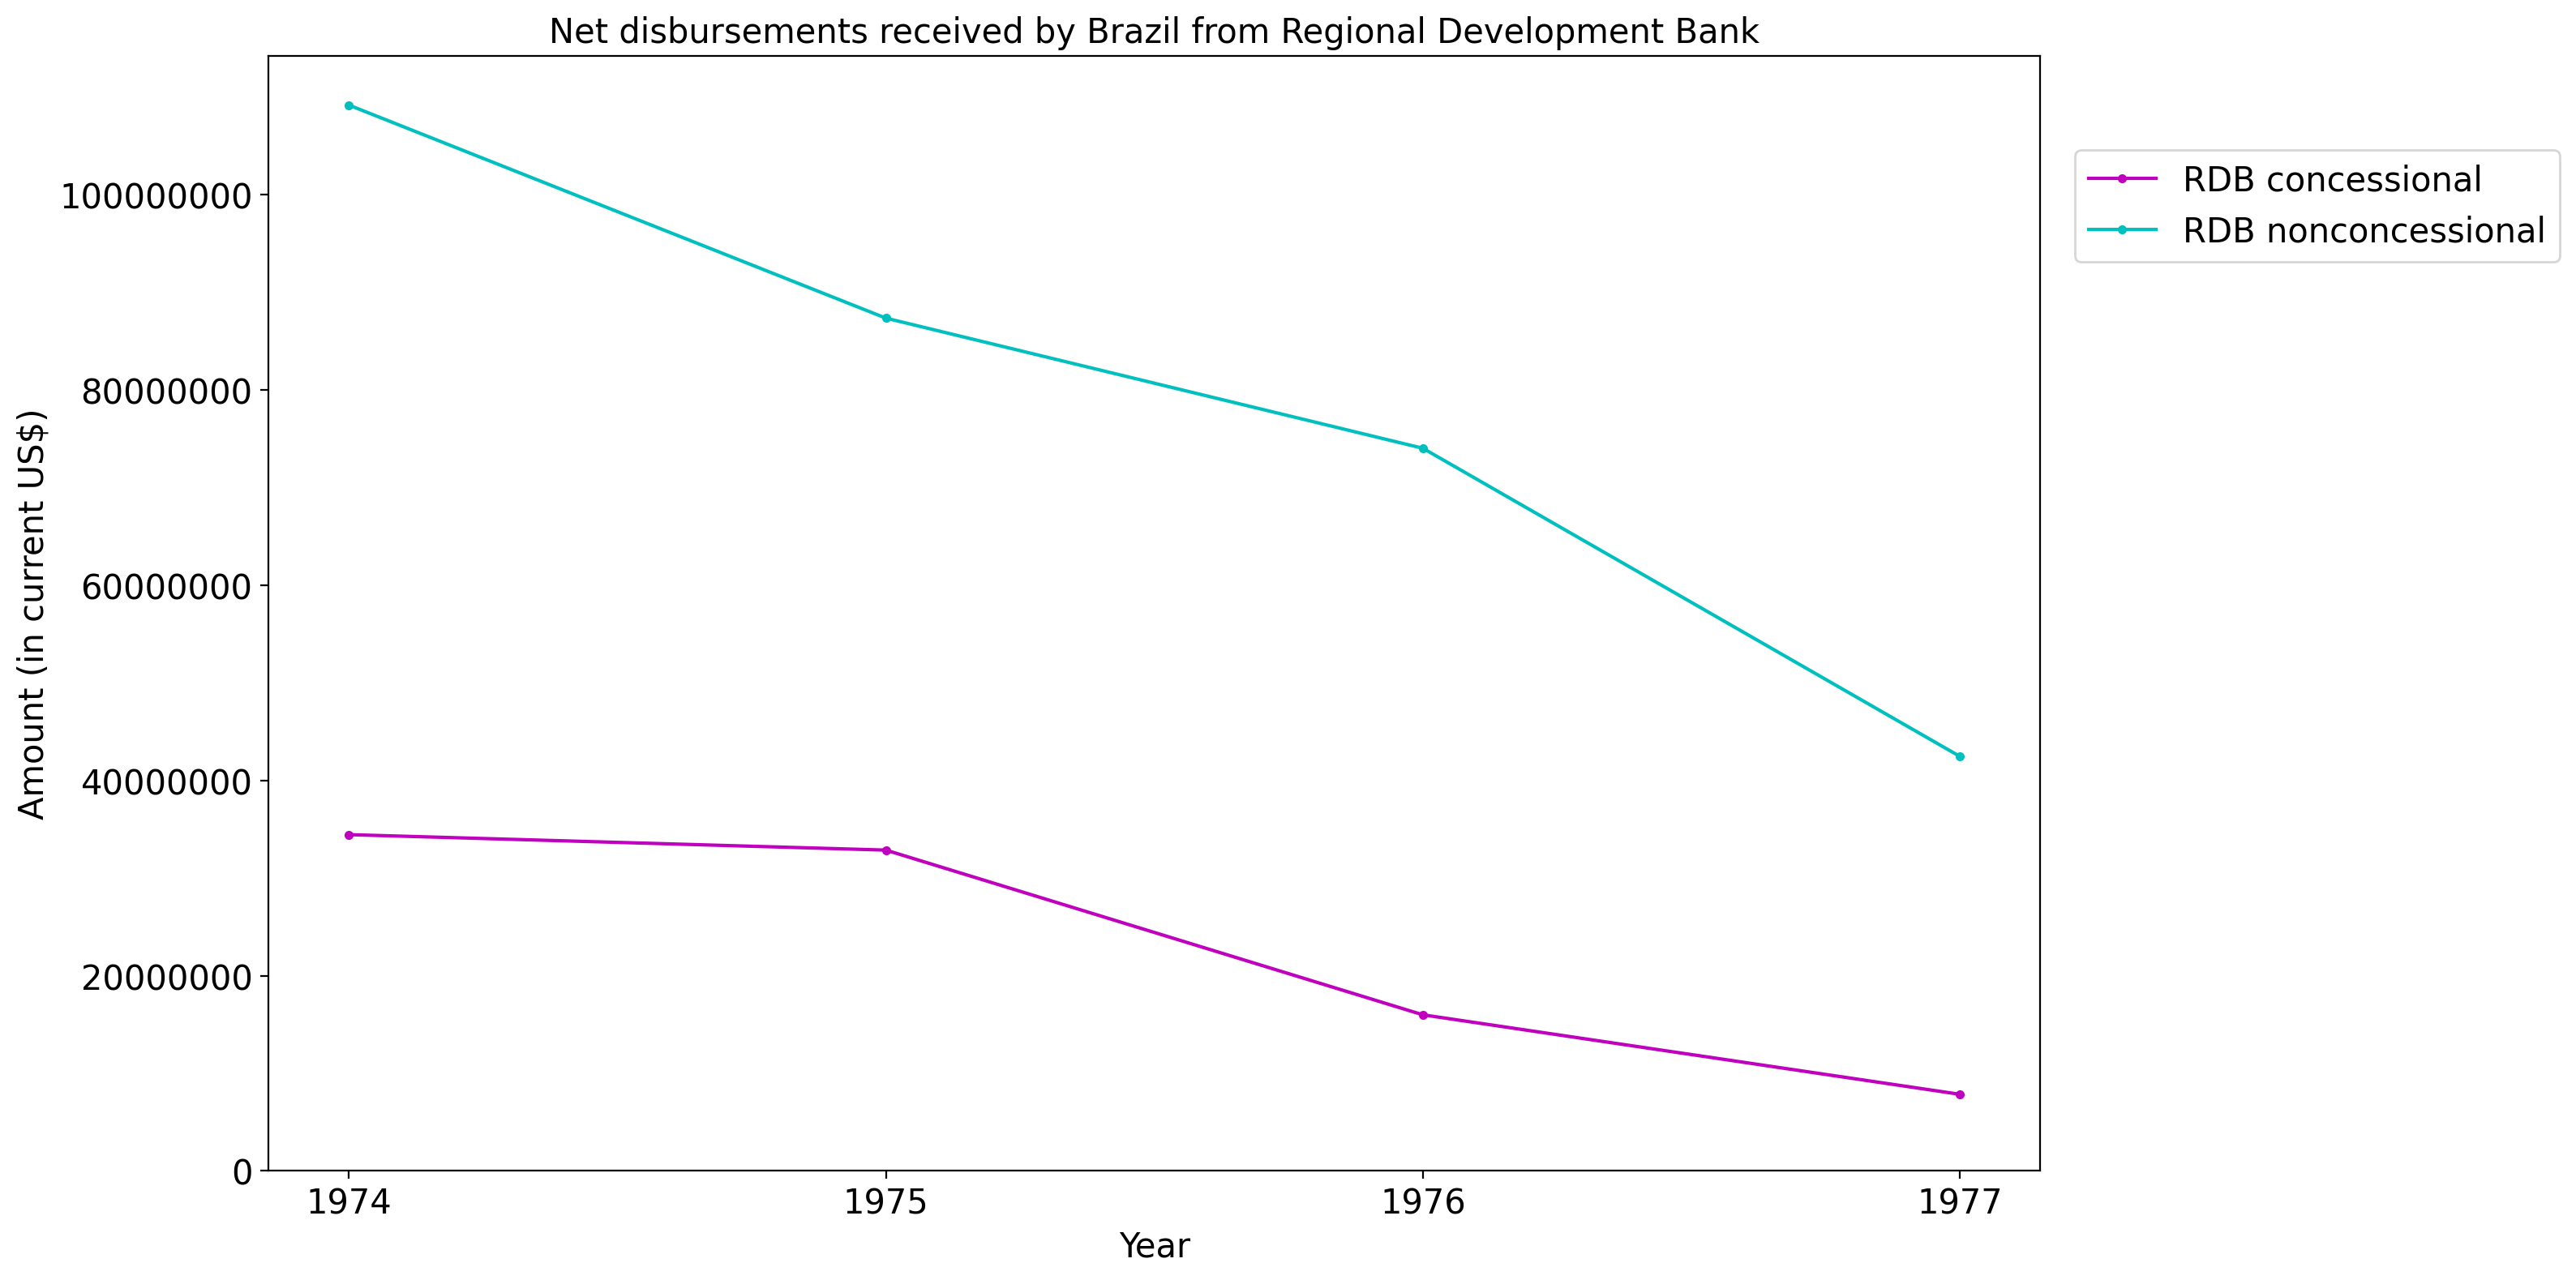 Net disbursements received by Brazil from Regional Development Bank
100000000
80000000
60000000
40000000
20000000
0
Amount (in current US$)
1974 1975 1976 1977
Year
RDB concessional
RDB nonconcessional